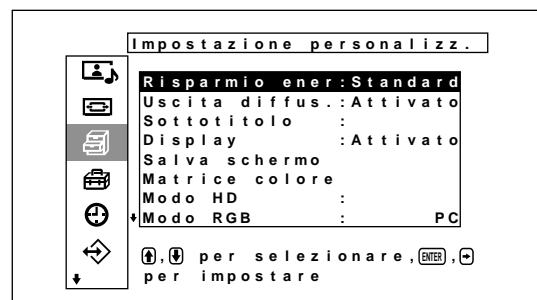 Impostazione personalizz.
Risparmio ener:Standard
Uscita diffus.:Attivato
Sottotitolo :
Display :Attivato
Salva schermo
Matrice colore
Modo HD :
Modo RGB : PC
, per selezionare, ENTER ,
per impostare